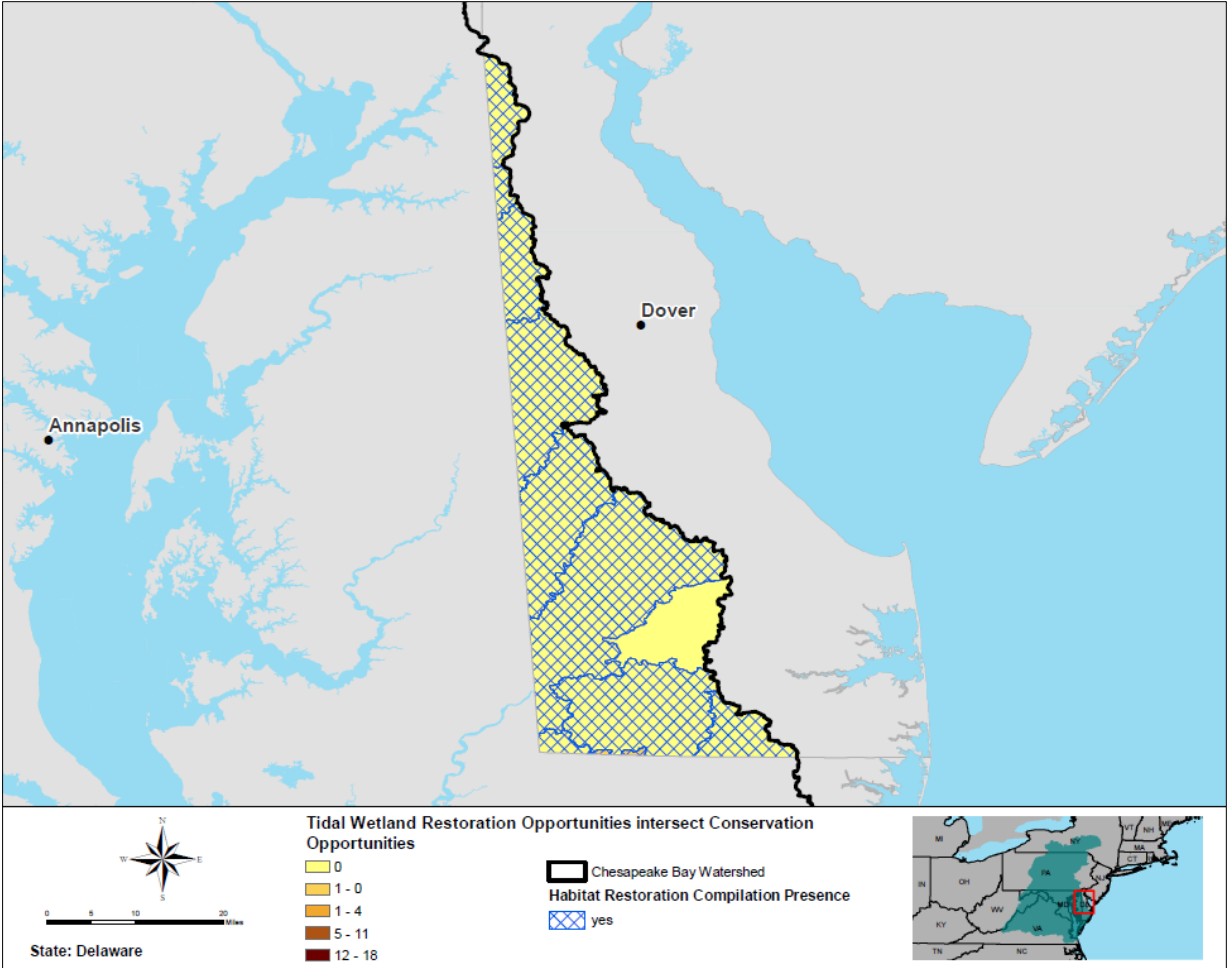 Dover
Annapolis
Tidal Wetland Restoration Opportunities intersect Conservation
Opportunities
0
1 - 0
1 - 4
5 - 11
12 - 18
Chesapeake Bay Watershed
Habitat Restoration Compilation Presence
yes
N
W
E
S
0 5 10 20
Miles
State: Delaware
MI
NY
VT
NH
ME
MA
CT
PA
NJ
IN
OH
WV
MD
DE
KY
VA
TN
NC